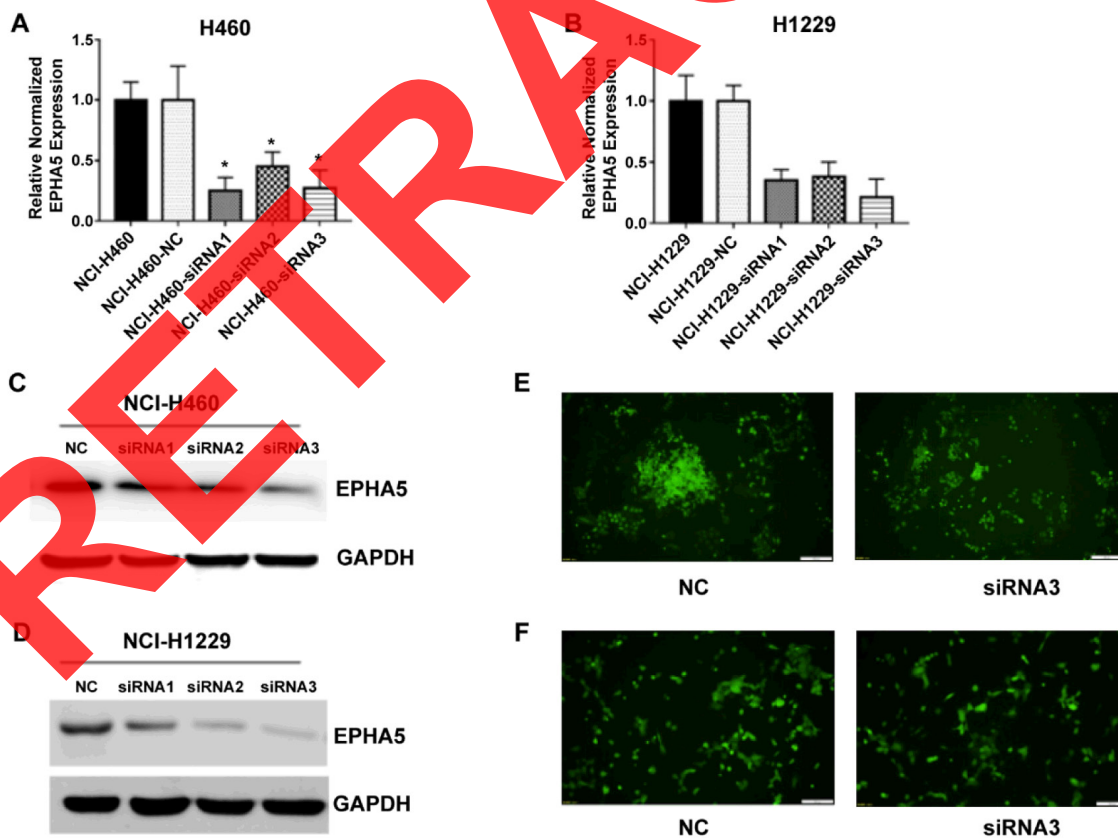 A
H460
Relative Normalized
EPHA5 Expression
1.5
1.0
0.5
0.0
*
*
*
NCI-H460
NCI-H460-NC
NCI-H460-siRNA1
NCI-H460-siRNA2
NCI-H460-siRNA3
B
H1229
Relative Normalized
EPHA5 Expression
1.5
1.0
0.5
0.0
NCI-H1229
NCI-H1229-NC
NCI-H1229-siRNA1
NCI-H1229-siRNA2
NCI-H1229-siRNA3
C
NCI-H460
NC siRNA1 siRNA2 siRNA3
EPHA5
GAPDH
D
NCI-H1229
NC siRNA1 siRNA2 siRNA3
EPHA5
GAPDH
E
NC siRNA3
F
NC siRNA3
RETRA